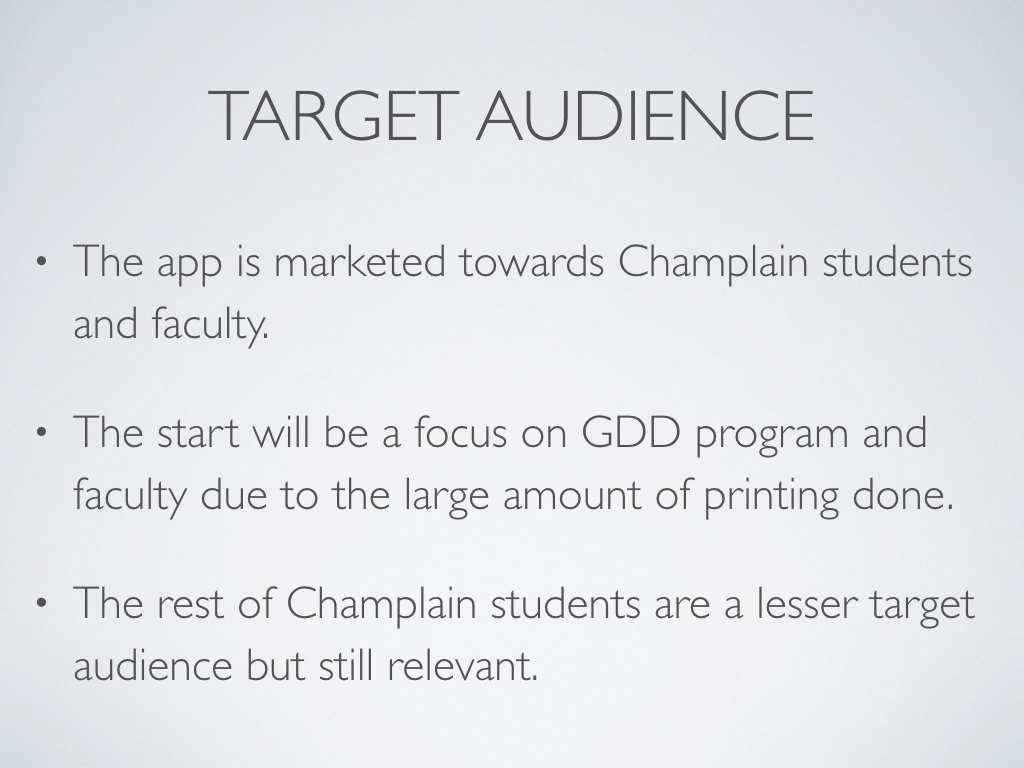 TARGET AUDIENCE
• The app is marketed towards Champlain students
and faculty.
• The start will be a focus on GDD program and
faculty due to the large amount of printing done.
• The rest of Champlain students are a lesser target
audience but still relevant.